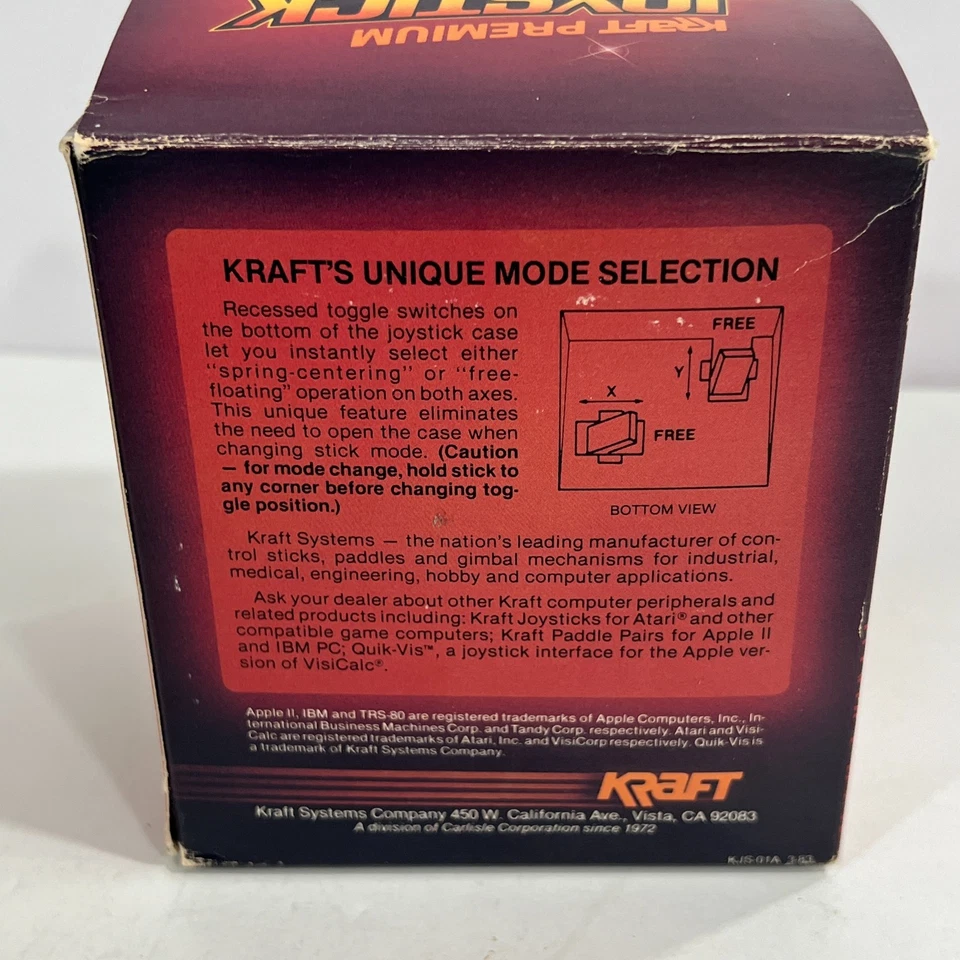 KRAFT PREMIUM
JOYSTICK
KRAFT'S UNIQUE MODE SELECTION
Recessed toggle switches on
the bottom of the joystick case
let you instantly select either
"spring-centering" or "free-
floating" operation on both axes.
This unique feature eliminates
the need to open the case when
changing stick mode. (Caution
— for mode change, hold stick to
any corner before changing tog-
gle position.)
FREE
Y
X
FREE
BOTTOM VIEW
Kraft Systems — the nation's leading manufacturer of con-
trol sticks, paddles and gimbal mechanisms for industrial,
medical, engineering, hobby and computer applications.
Ask your dealer about other Kraft computer peripherals and
related products including: Kraft Joysticks for Atari® and other
compatible game computers; Kraft Paddle Pairs for Apple II
and IBM PC; Quik-Vis™, a joystick interface for the Apple ver-
sion of VisiCalc®.
Apple II, IBM and TRS-80 are registered trademarks of Apple Computers, Inc., In-
ternational Business Machines Corp. and Tandy Corp. respectively. Atari and Visi-
Calc are registered trademarks of Atari, Inc. and VisiCorp respectively. Quik-Vis is
a trademark of Kraft Systems Company.
KRAFT
Kraft Systems Company 450 W. California Ave., Vista, CA 92083
A division of Carlisle Corporation since 1972
KJS-01A 3-83